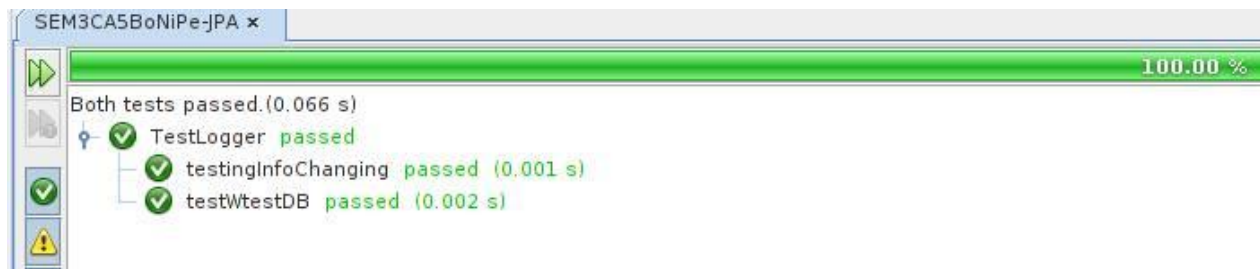 SEM3CA5BoNiPe-JPA ×
100.00 %
Both tests passed.(0.066 s)
TestLogger passed
testingInfoChanging passed (0.001 s)
testWtestDB passed (0.002 s)